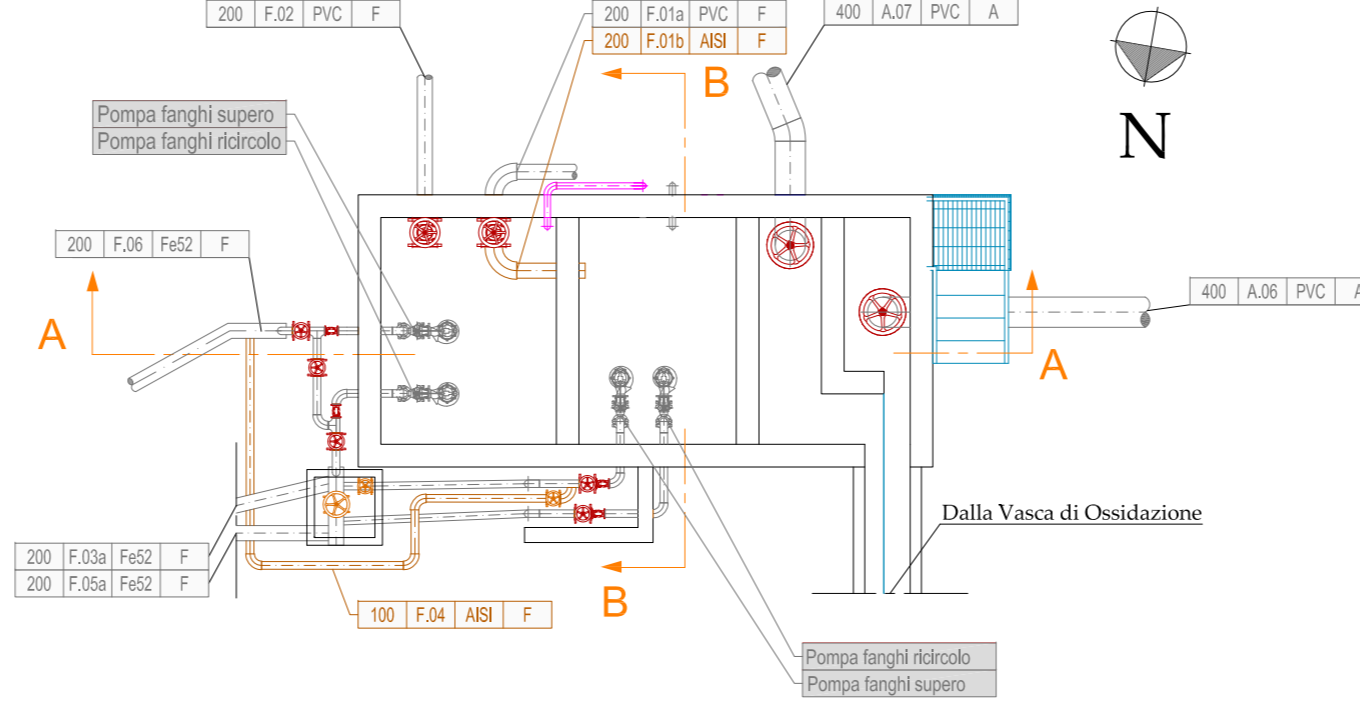 200 F.02 PVC F
200 F.01a PVC F
200 F.01b AISI F
400 A.07 PVC A
B
N
Pompa fanghi supero
Pompa fanghi ricircolo
200 F.06 Fe52 F
400 A.06 PVC A
A
A
Dalla Vasca di Ossidazione
200 F.03a Fe52 F
200 F.05a Fe52 F
B
100 F.04 AISI F
Pompa fanghi ricircolo
Pompa fanghi supero